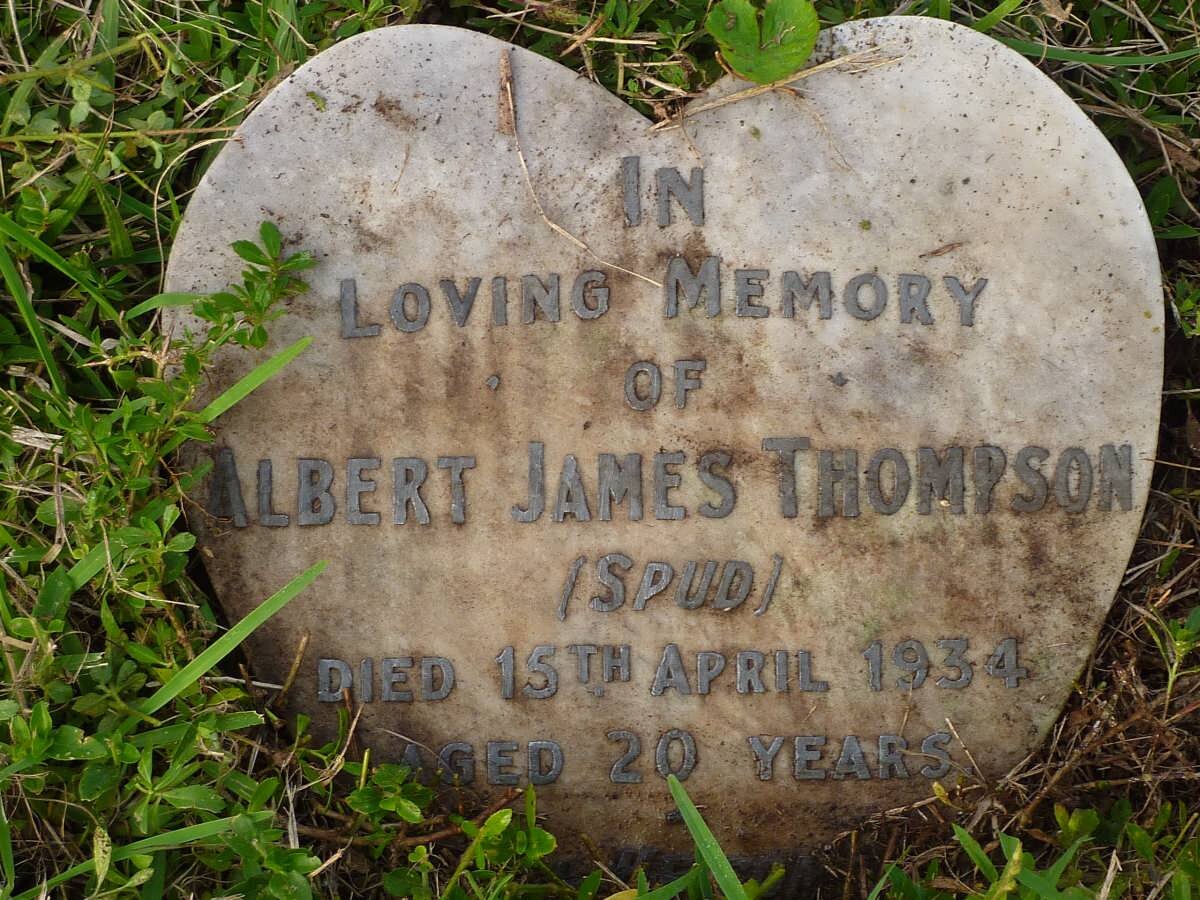 IN
LOVING MEMORY
OF
ALBERT JAMES THOMPSON
(SPUD)
DIED 15TH APRIL 1934
AGED 20 YEARS